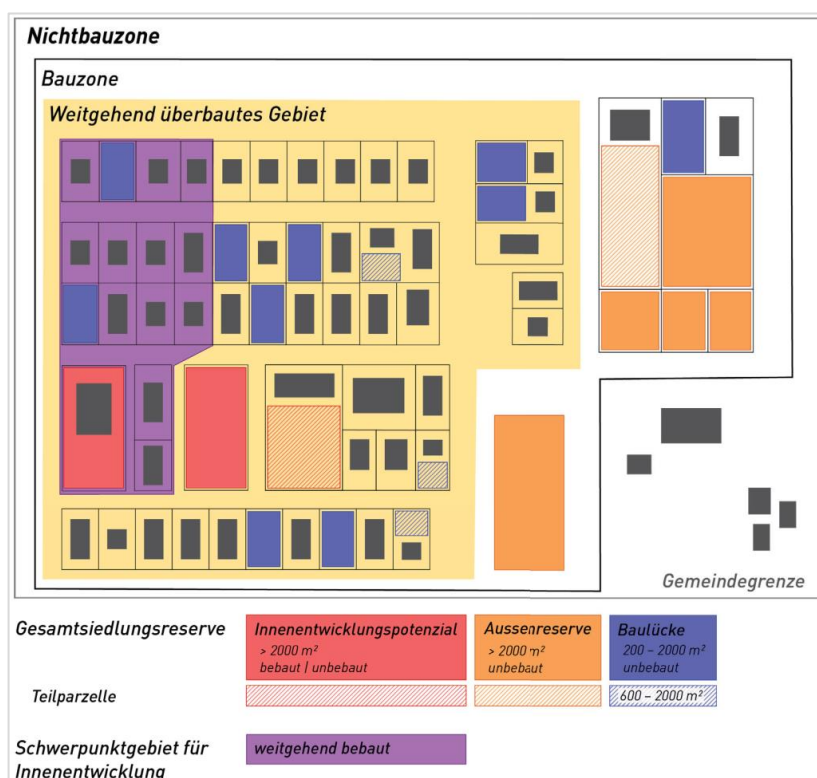 Nichtbauzone
Bauzone
Weitgehend überbautes Gebiet
Gemeindegrenze
Gesamtsiedlungsreserve
Innenentwicklungspotenzial
> 2000 m²
bebaut | unbebaut
Aussenreserve
> 2000 m²
unbebaut
Baulücke
200 – 2000 m²
unbebaut
Teilparzelle
600 – 2000 m²
Schwerpunktgebiet für
Innenentwicklung
weitgehend bebaut